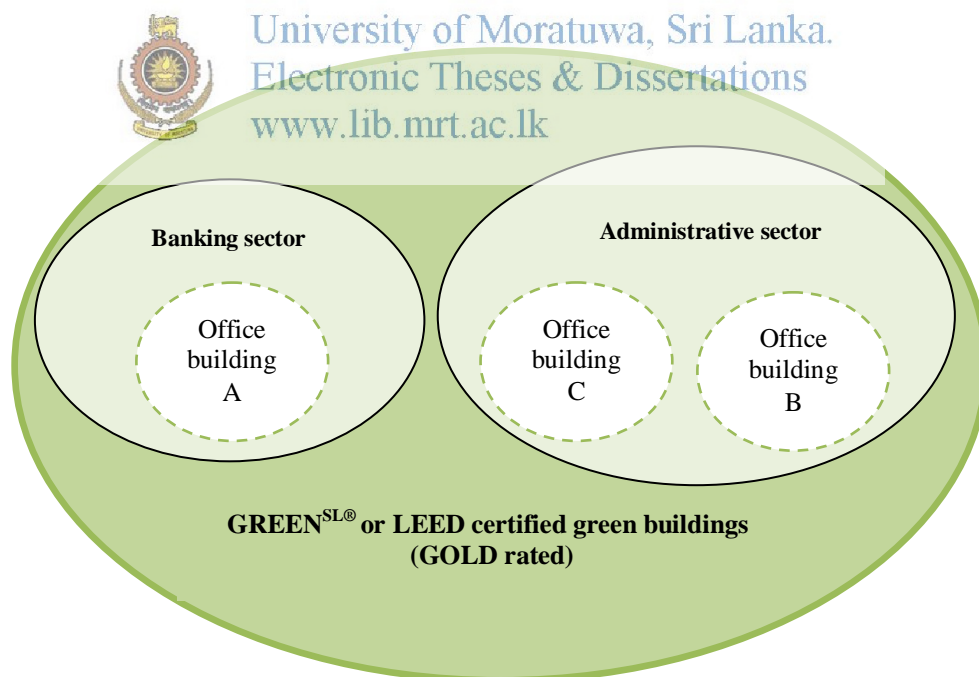 University of Moratuwa, Sri Lanka.
Electronic Theses & Dissertations
www.lib.mrt.ac.lk
Banking sector
Administrative sector
Office
building
A
Office
building
C
Office
building
B
GREEN^SL® or LEED certified green buildings
(GOLD rated)